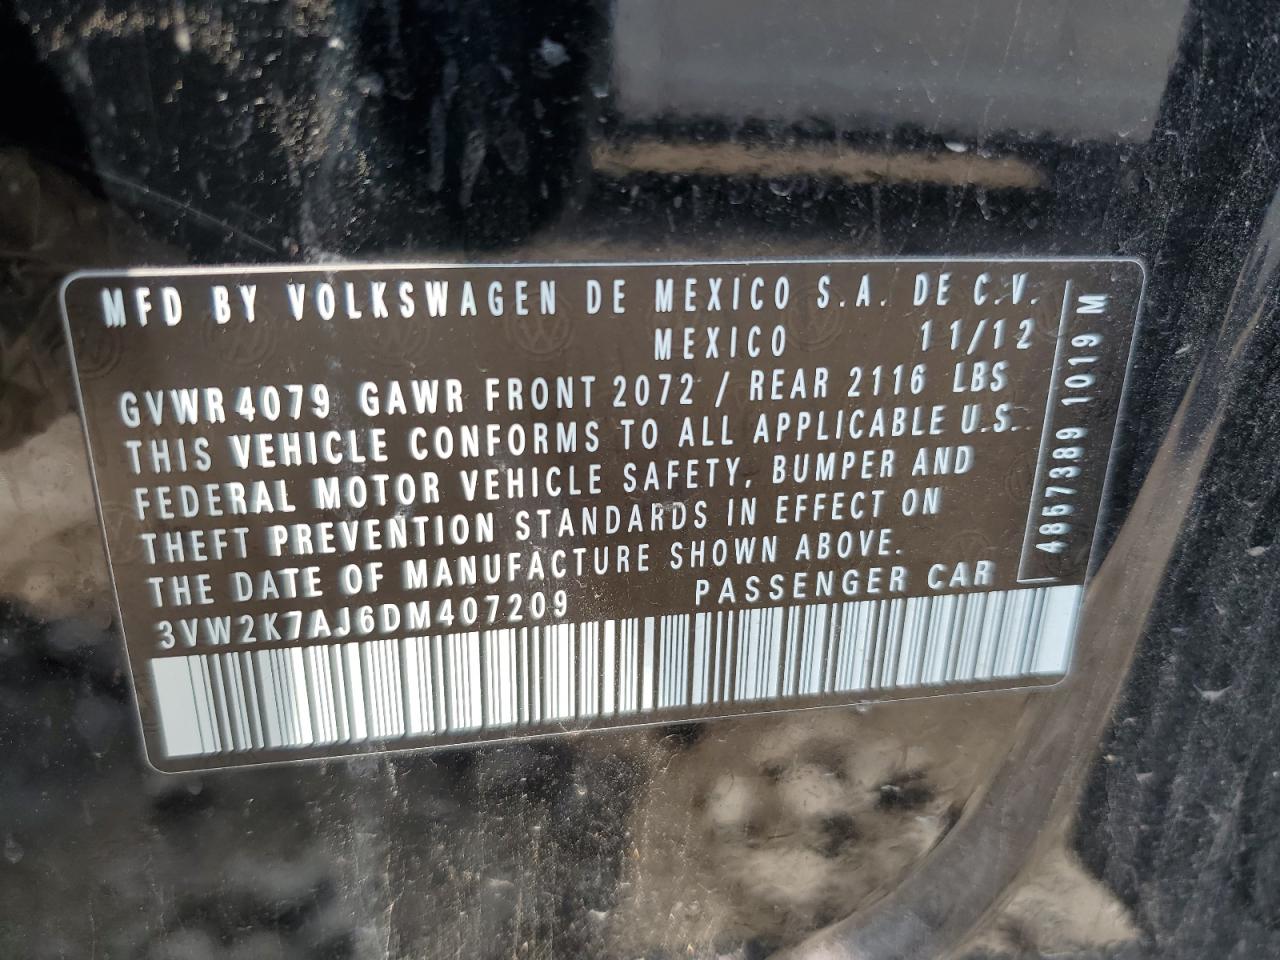 MFD BY VOLKSWAGEN DE MEXICO S.A. DE C.V.
MEXICO 11/12
GVWR 4079 GAWR FRONT 2072 / REAR 2116 LBS
THIS VEHICLE CONFORMS TO ALL APPLICABLE U.S.
FEDERAL MOTOR VEHICLE SAFETY, BUMPER AND
THEFT PREVENTION STANDARDS IN EFFECT ON
THE DATE OF MANUFACTURE SHOWN ABOVE.
3VW2K7AJ6DM407209 PASSENGER CAR
4857389 1019 M